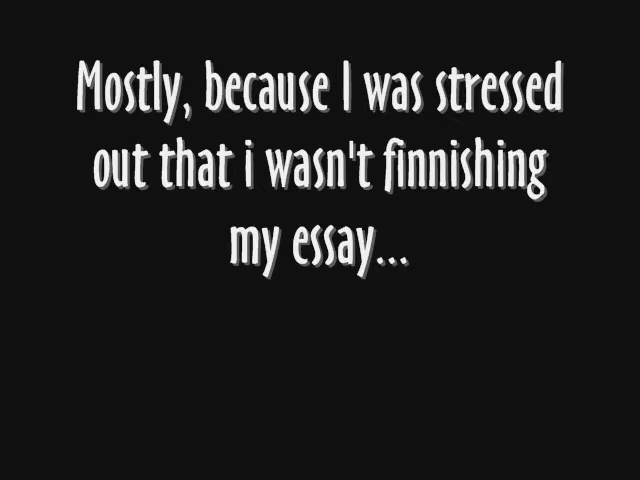 Mostly, because I was stressed
out that i wasn't finnishing
my essay...